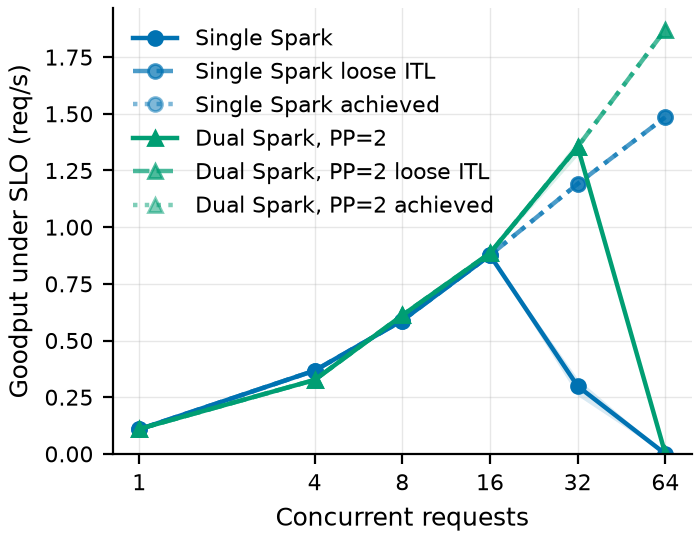 Single Spark
Single Spark loose ITL
Single Spark achieved
Dual Spark, PP=2
Dual Spark, PP=2 loose ITL
Dual Spark, PP=2 achieved
Goodput under SLO (req/s)
1.75
1.50
1.25
1.00
0.75
0.50
0.25
0.00
1 4 8 16 32 64
Concurrent requests